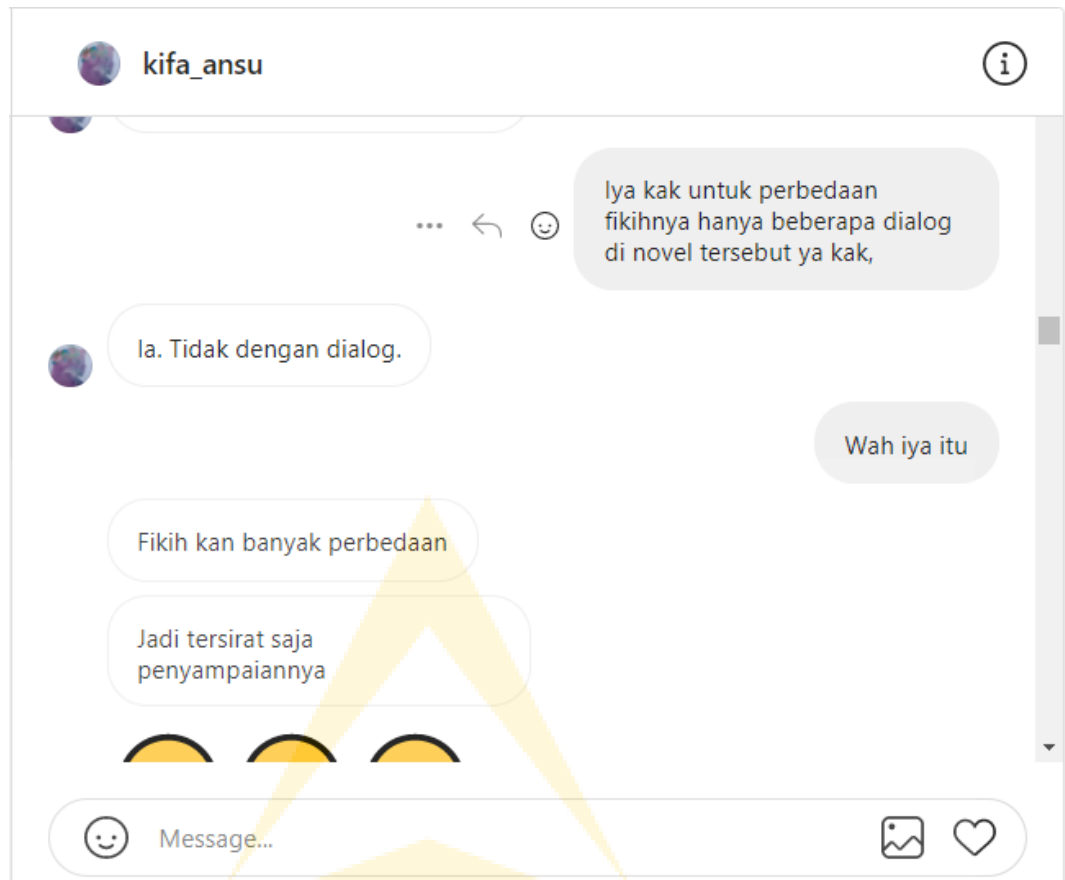 kifa_ansu
Iya kak untuk perbedaan
fikihnya hanya beberapa dialog
di novel tersebut ya kak,
Ia. Tidak dengan dialog.
Wah iya itu
Fikih kan banyak perbedaan
Jadi tersirat saja
penyampaiannya
Message...